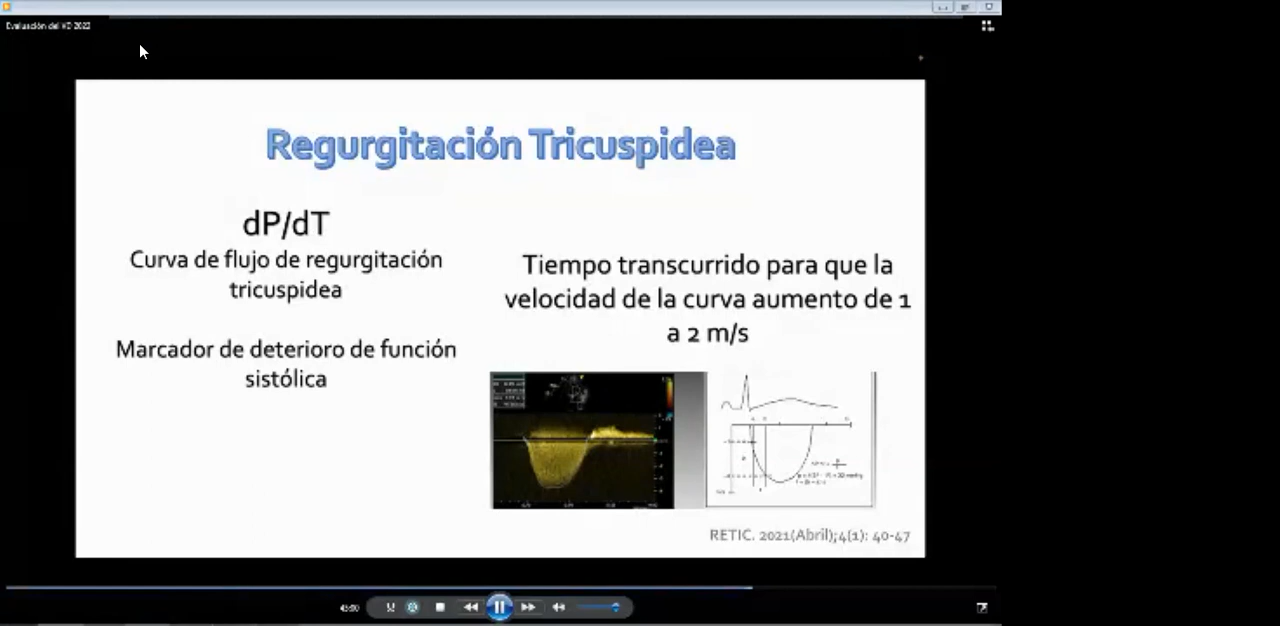 Evaluación del VD 2022
Regurgitación Tricuspidea
dP/dT
Curva de flujo de regurgitación
tricuspidea
Marcador de deterioro de función
sistólica
Tiempo transcurrido para que la
velocidad de la curva aumento de 1
a 2 m/s
RETIC. 2021(Abril);4(1): 40-47